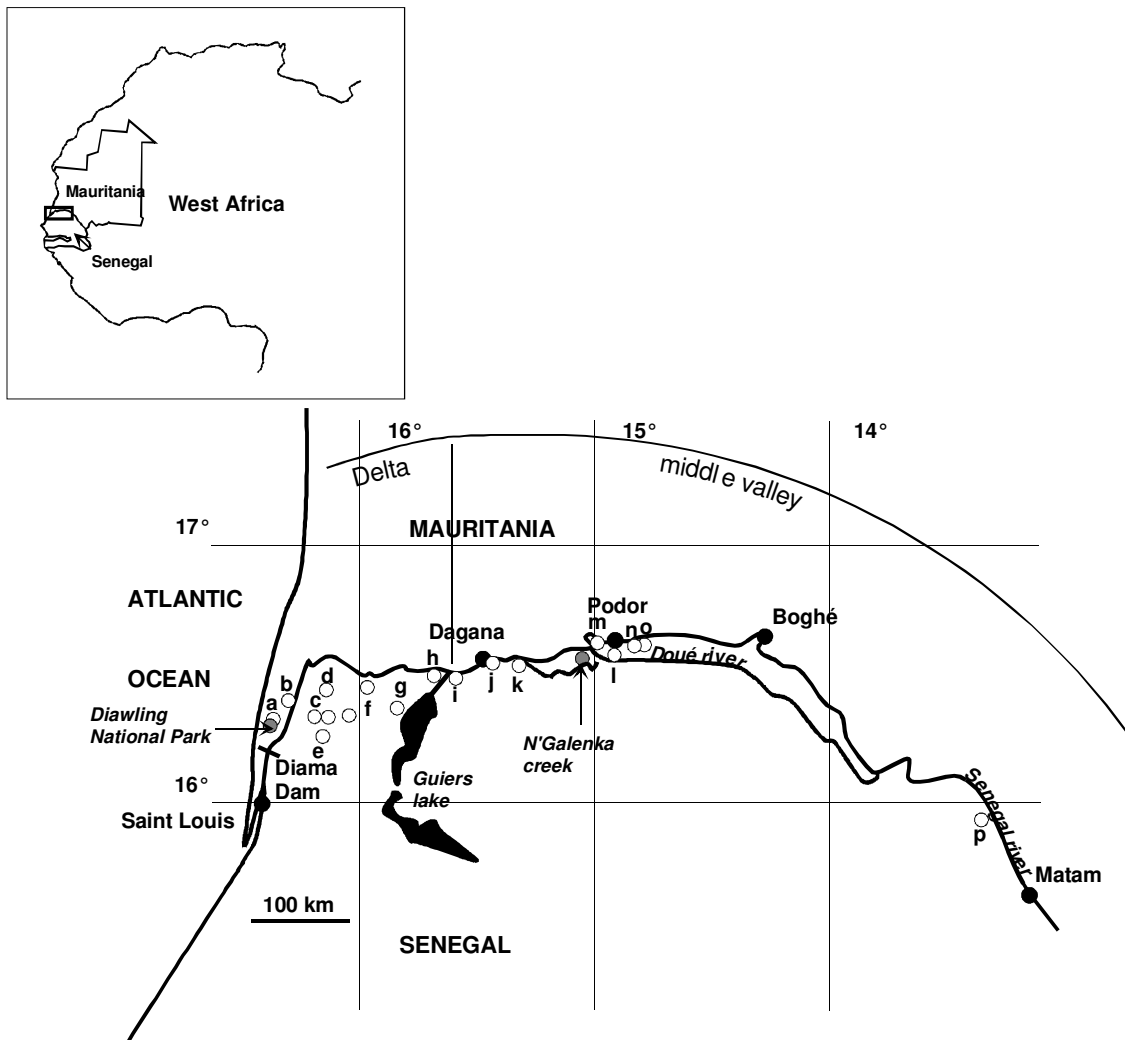 Mauritania
West Africa
Senegal
16°
15°
14°
Delta
middle valley
17°
MAURITANIA
ATLANTIC
OCEAN
Podor
Boghé
Dagana
m
n
o
Doué river
h
i
j
k
l
a
b
c
d
e
f
g
Diawling
National Park
N'Galenka
creek
Diama
Dam
Guiers
lake
16°
Saint Louis
Senegal river
p
Matam
100 km
SENEGAL